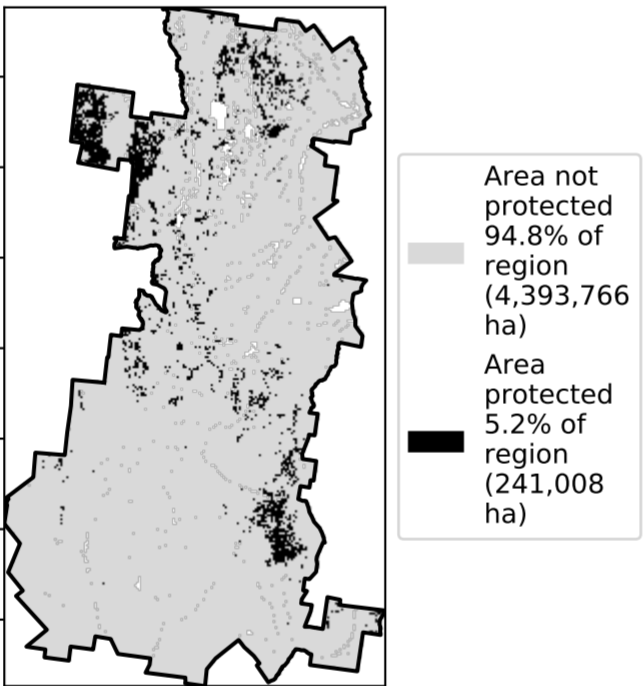 Area not
protected
94.8% of
region
(4,393,766
ha)
Area
protected
5.2% of
region
(241,008
ha)